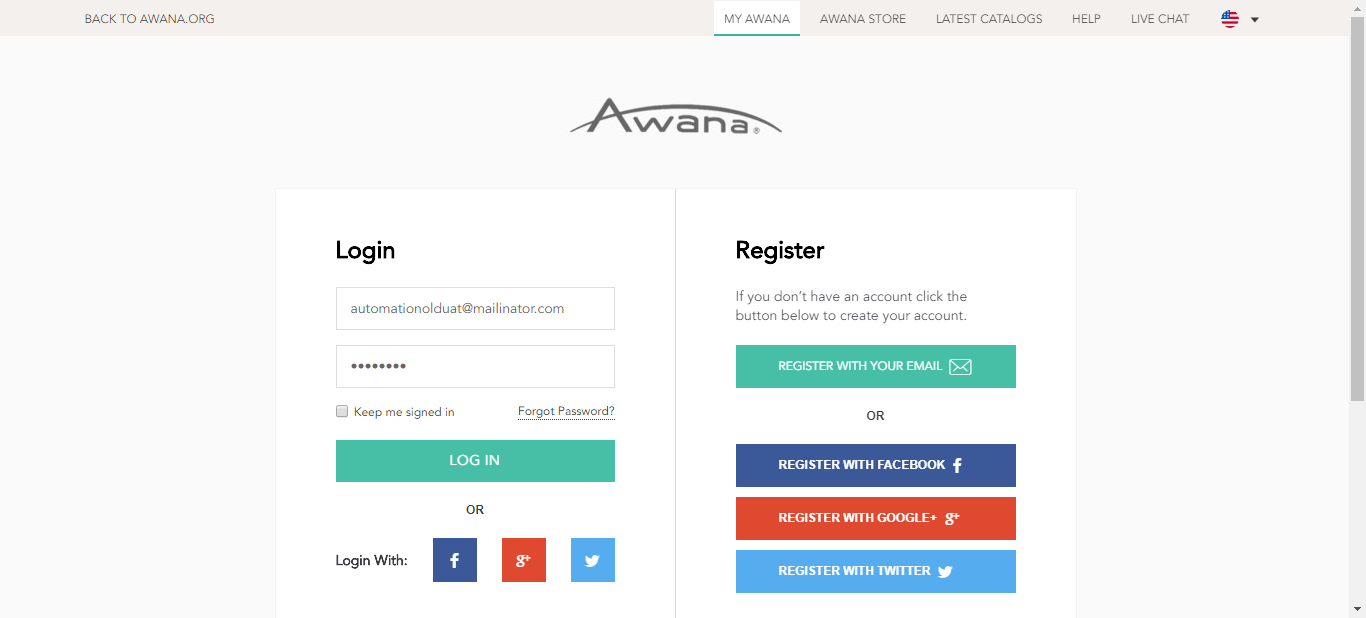 BACK TO AWANA.ORG
MY AWANA
AWANA STORE
LATEST CATALOGS
HELP
LIVE CHAT
Awana®
Login
automationolduat@mailinator.com
••••••••
Keep me signed in
Forgot Password?
LOG IN
OR
Login With:
f
g+
Register
If you don't have an account click the
button below to create your account.
REGISTER WITH YOUR EMAIL
OR
REGISTER WITH FACEBOOK f
REGISTER WITH GOOGLE+ g+
REGISTER WITH TWITTER